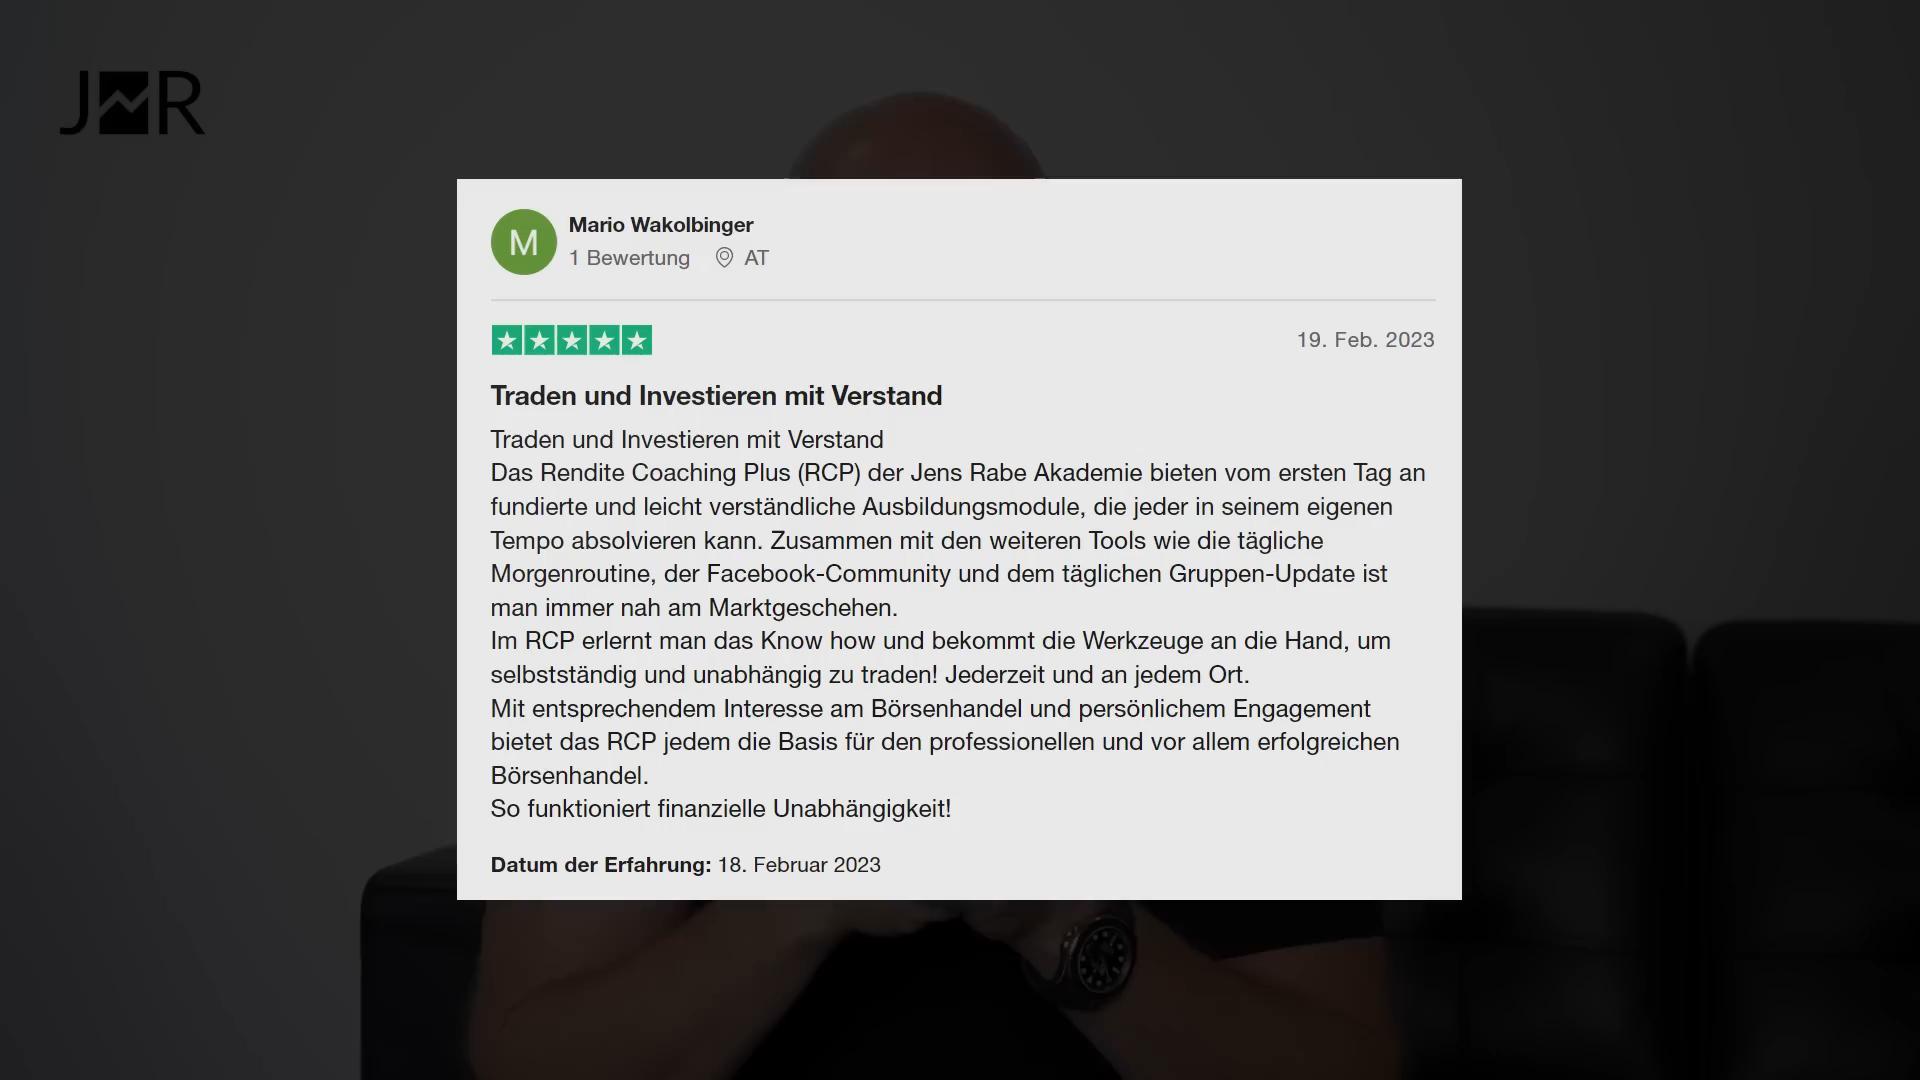 JR
M
Mario Wakolbinger
1 Bewertung AT
19. Feb. 2023
Traden und Investieren mit Verstand
Traden und Investieren mit Verstand
Das Rendite Coaching Plus (RCP) der Jens Rabe Akademie bieten vom ersten Tag an
fundierte und leicht verständliche Ausbildungsmodule, die jeder in seinem eigenen
Tempo absolvieren kann. Zusammen mit den weiteren Tools wie die tägliche
Morgenroutine, der Facebook-Community und dem täglichen Gruppen-Update ist
man immer nah am Marktgeschehen.
Im RCP erlernt man das Know how und bekommt die Werkzeuge an die Hand, um
selbstständig und unabhängig zu traden! Jederzeit und an jedem Ort.
Mit entsprechendem Interesse am Börsenhandel und persönlichem Engagement
bietet das RCP jedem die Basis für den professionellen und vor allem erfolgreichen
Börsenhandel.
So funktioniert finanzielle Unabhängigkeit!
Datum der Erfahrung: 18. Februar 2023